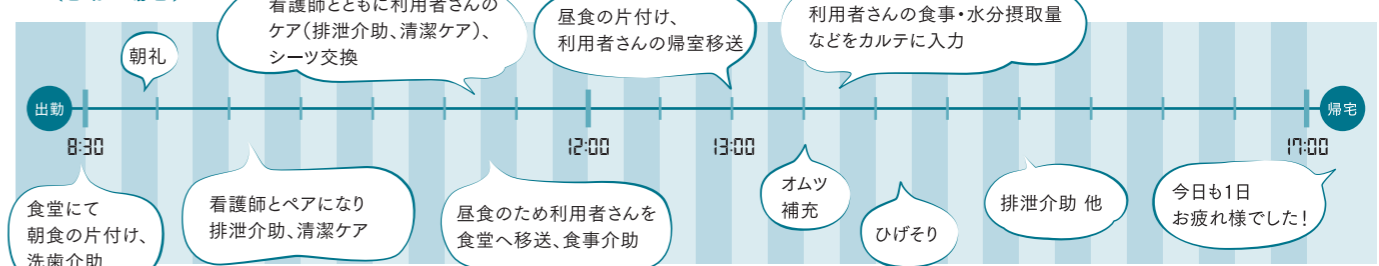 看護師とともに利用者さんの
ケア（排泄介助、清潔ケア）、
シーツ交換
昼食の片付け、
利用者さんの帰室移送
利用者さんの食事・水分摂取量
などをカルテに入力
朝礼
出勤
帰宅
8:30
12:00
13:00
17:00
食堂にて
朝食の片付け、
洗歯介助
看護師とペアになり
排泄介助、清潔ケア
昼食のため利用者さんを
食堂へ移送、食事介助
オムツ
補充
ひげそり
排泄介助 他
今日も1日
お疲れ様でした！